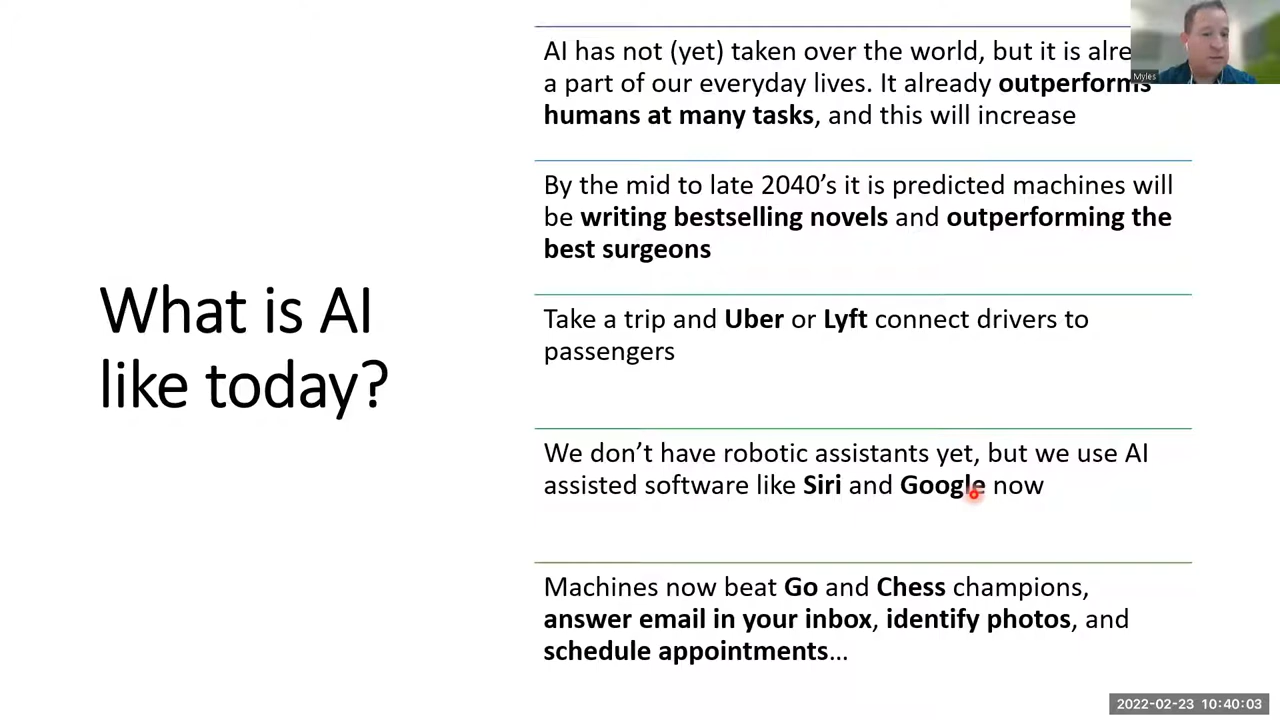 AI has not (yet) taken over the world, but it is alre
a part of our everyday lives. It already outperforms
humans at many tasks, and this will increase
Myles
By the mid to late 2040's it is predicted machines will
be writing bestselling novels and outperforming the
best surgeons
What is AI
like today?
Take a trip and Uber or Lyft connect drivers to
passengers
We don't have robotic assistants yet, but we use AI
assisted software like Siri and Google now
Machines now beat Go and Chess champions,
answer email in your inbox, identify photos, and
schedule appointments…
2022-02-23 10:40:03